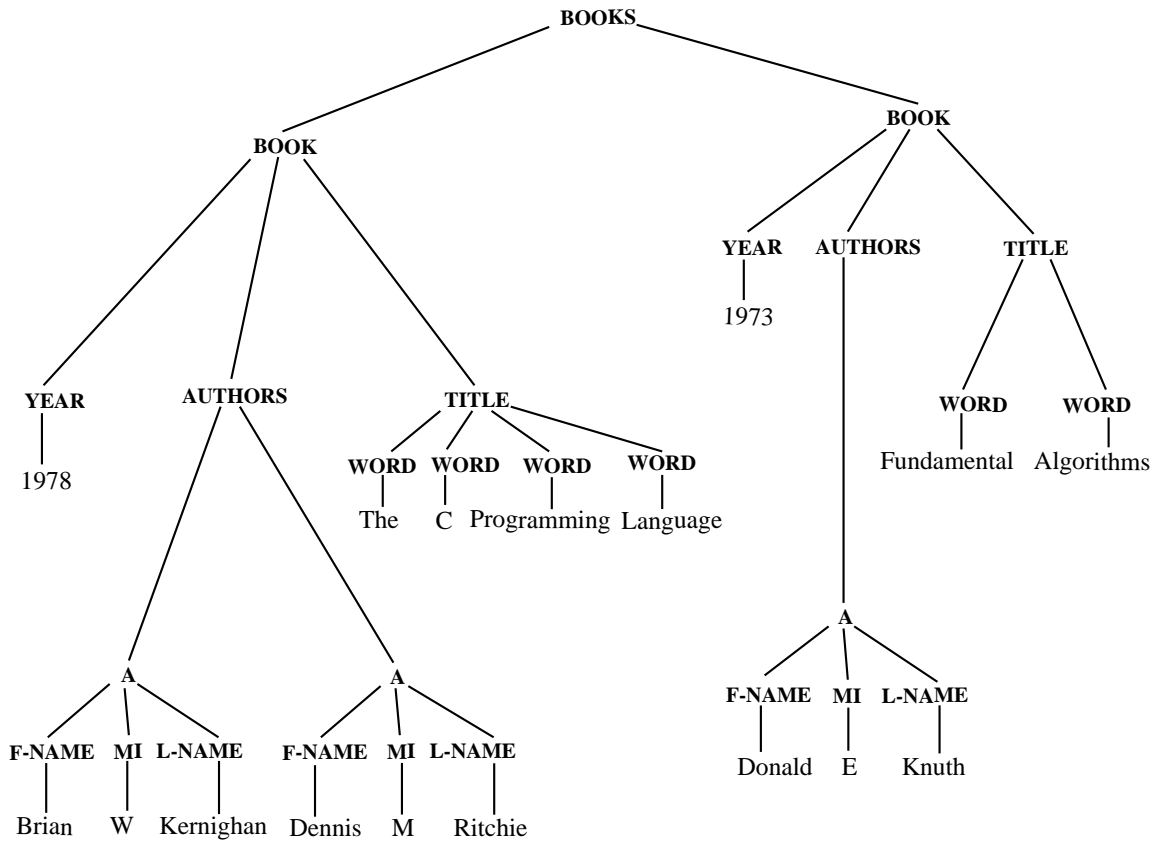 BOOKS
BOOK
BOOK
YEAR AUTHORS TITLE
1973
YEAR AUTHORS TITLE
WORD WORD
1978
WORD WORD WORD WORD
Fundamental Algorithms
The C Programming Language
A
A A
F-NAME MI L-NAME
F-NAME MI L-NAME F-NAME MI L-NAME
Donald E Knuth
Brian W Kernighan Dennis M Ritchie